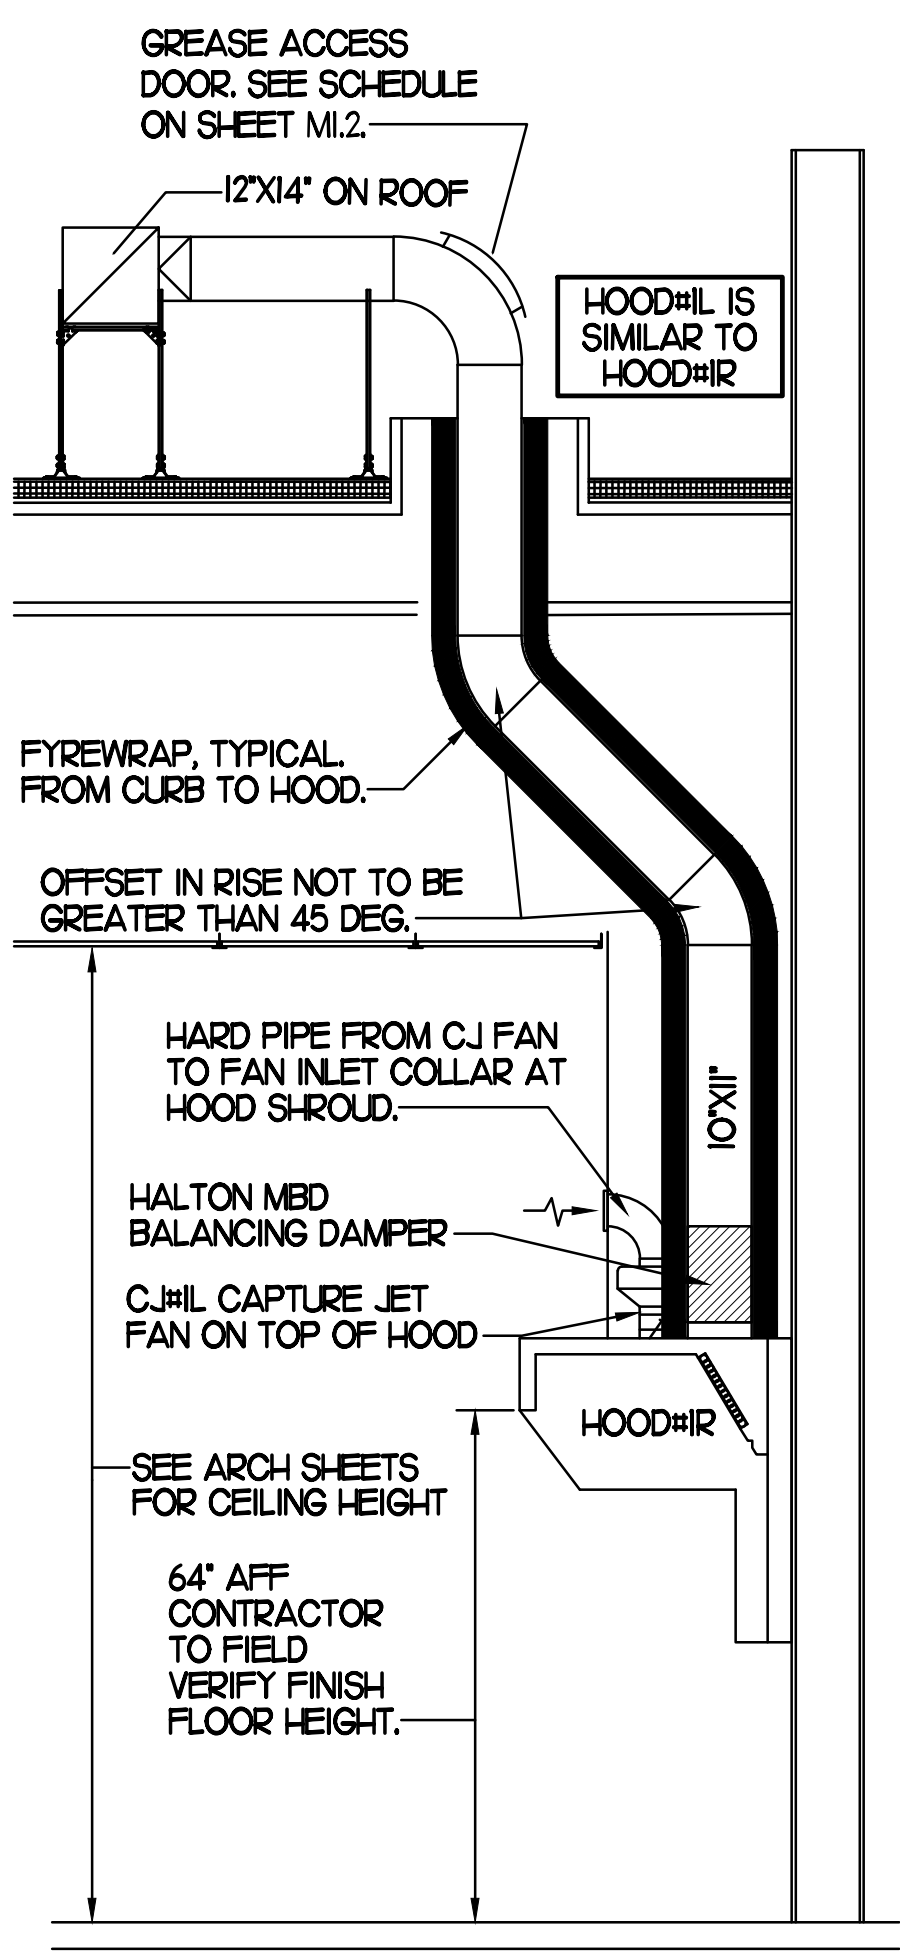 GREASE ACCESS
DOOR. SEE SCHEDULE
ON SHEET M1.2.
12"X14" ON ROOF
HOOD#1L IS
SIMILAR TO
HOOD#1R
FYREWRAP, TYPICAL.
FROM CURB TO HOOD.
OFFSET IN RISE NOT TO BE
GREATER THAN 45 DEG.
HARD PIPE FROM CJ FAN
TO FAN INLET COLLAR AT
HOOD SHROUD.
10"X11"
HALTON MBD
BALANCING DAMPER
CJ#1L CAPTURE JET
FAN ON TOP OF HOOD
HOOD#1R
SEE ARCH SHEETS
FOR CEILING HEIGHT
64" AFF
CONTRACTOR
TO FIELD
VERIFY FINISH
FLOOR HEIGHT.